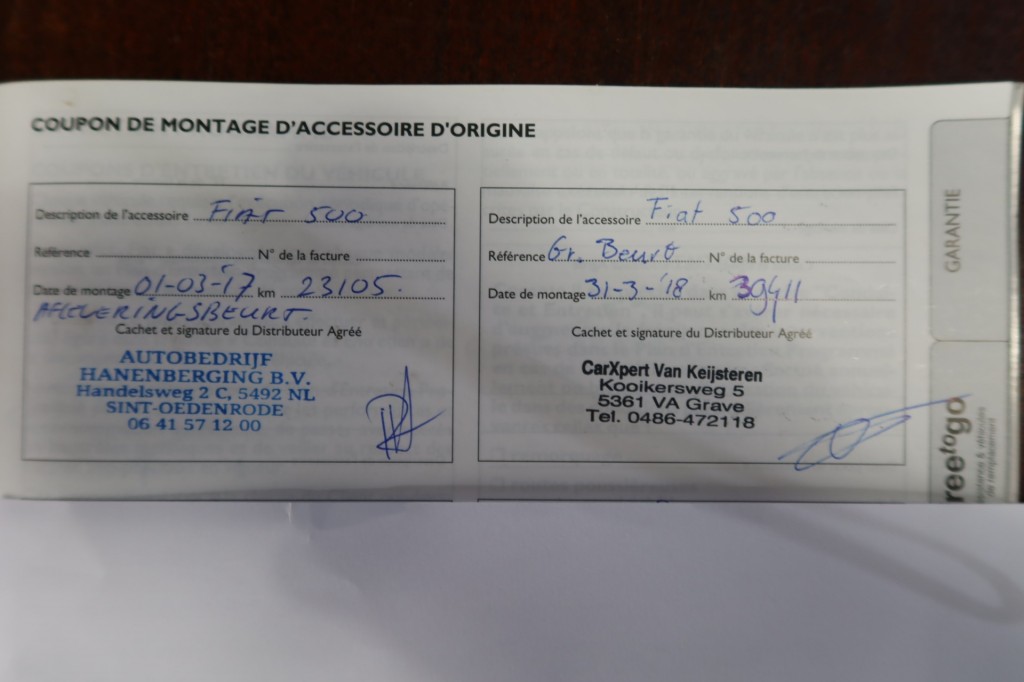 COUPON DE MONTAGE D'ACCESSOIRE D'ORIGINE
Description de l'accessoire Fiat 500
Référence N° de la facture
Date de montage 01-03-'17 km 23105.
AFLEVERINGSBEURT.
Cachet et signature du Distributeur Agréé
AUTOBEDRIJF
HANENBERGING B.V.
Handelsweg 2 C, 5492 NL
SINT-OEDENRODE
06 41 57 12 00
Description de l'accessoire Fiat 500
Référence Gr. Beurt N° de la facture
Date de montage 31-3-'18 km 39411
Cachet et signature du Distributeur Agréé
CarXpert Van Keijsteren
Kooikersweg 5
5361 VA Grave
Tel. 0486-472118
GARANTIE
reetogo
& véhicules
de remplacement